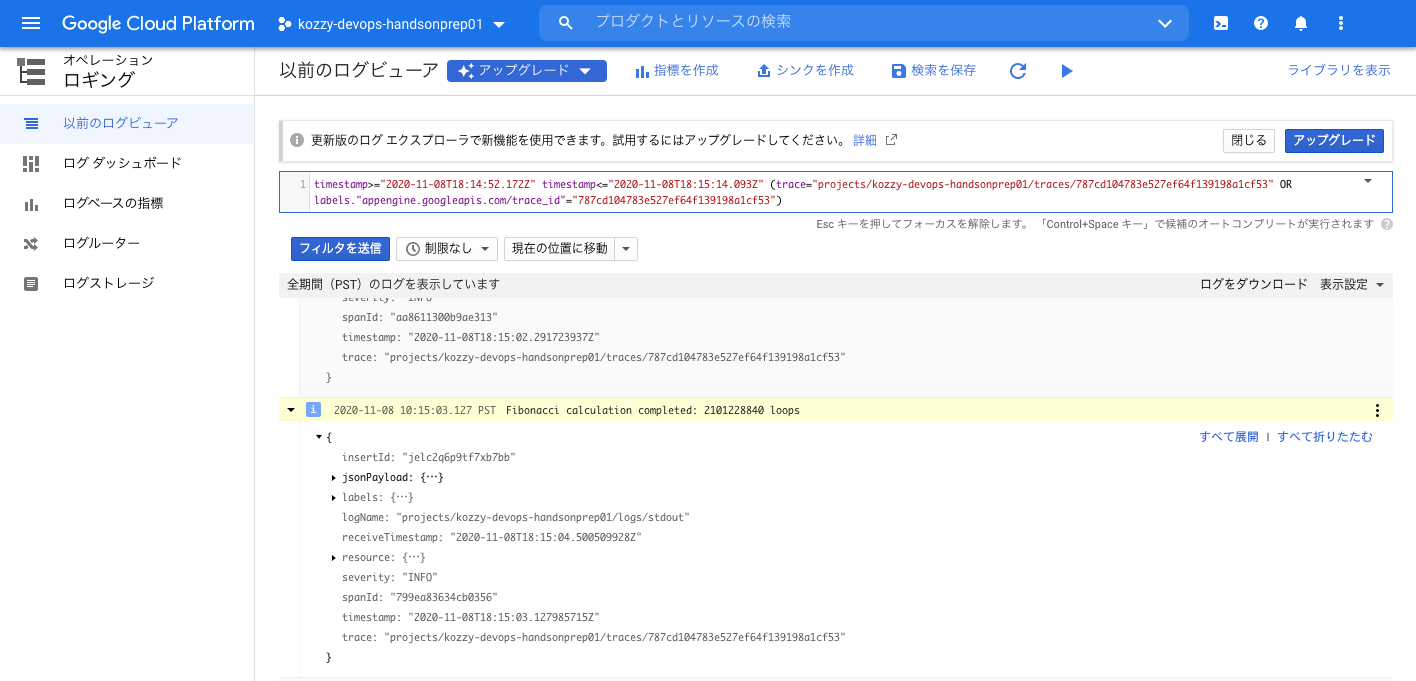 Google Cloud Platform
kozzy-devops-handsonprep01
プロダクトとリソースの検索
オペレーション
ロギング
以前のログビューア
アップグレード
指標を作成
シンクを作成
検索を保存
ライブラリを表示
以前のログビューア
ログ ダッシュボード
ログベースの指標
ログルーター
ログストレージ
更新版のログ エクスプローラで新機能を使用できます。試用するにはアップグレードしてください。 詳細
閉じる
アップグレード
1 timestamp>="2020-11-08T18:14:52.172Z" timestamp<="2020-11-08T18:15:14.093Z" (trace="projects/kozzy-devops-handsonprep01/traces/787cd104783e527ef64f139198a1cf53" OR
labels."appengine.googleapis.com/trace_id"="787cd104783e527ef64f139198a1cf53")
Esc キーを押してフォーカスを解除します。 「Control+Space キー」で候補のオートコンプリートが実行されます
フィルタを送信 制限なし 現在の位置に移動
全期間（PST）のログを表示しています ログをダウンロード 表示設定
severity: "INFO"
spanId: "aa8611300b9ae313"
timestamp: "2020-11-08T18:15:02.291723937Z"
trace: "projects/kozzy-devops-handsonprep01/traces/787cd104783e527ef64f139198a1cf53"
}
i 2020-11-08 10:15:03.127 PST Fibonacci calculation completed: 2101228840 loops
{ すべて展開 | すべて折りたたむ
insertId: "jelc2q6p9tf7xb7bb"
jsonPayload: {…}
labels: {…}
logName: "projects/kozzy-devops-handsonprep01/logs/stdout"
receiveTimestamp: "2020-11-08T18:15:04.500509928Z"
resource: {…}
severity: "INFO"
spanId: "799ea83634cb0356"
timestamp: "2020-11-08T18:15:03.127985715Z"
trace: "projects/kozzy-devops-handsonprep01/traces/787cd104783e527ef64f139198a1cf53"
}